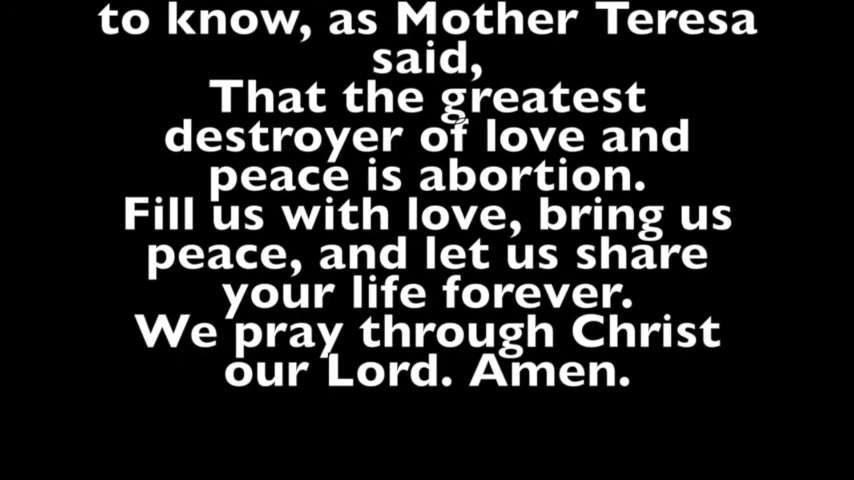 to know, as Mother Teresa
said,
That the greatest
destroyer of love and
peace is abortion.
Fill us with love, bring us
peace, and let us share
your life forever.
We pray through Christ
our Lord. Amen.